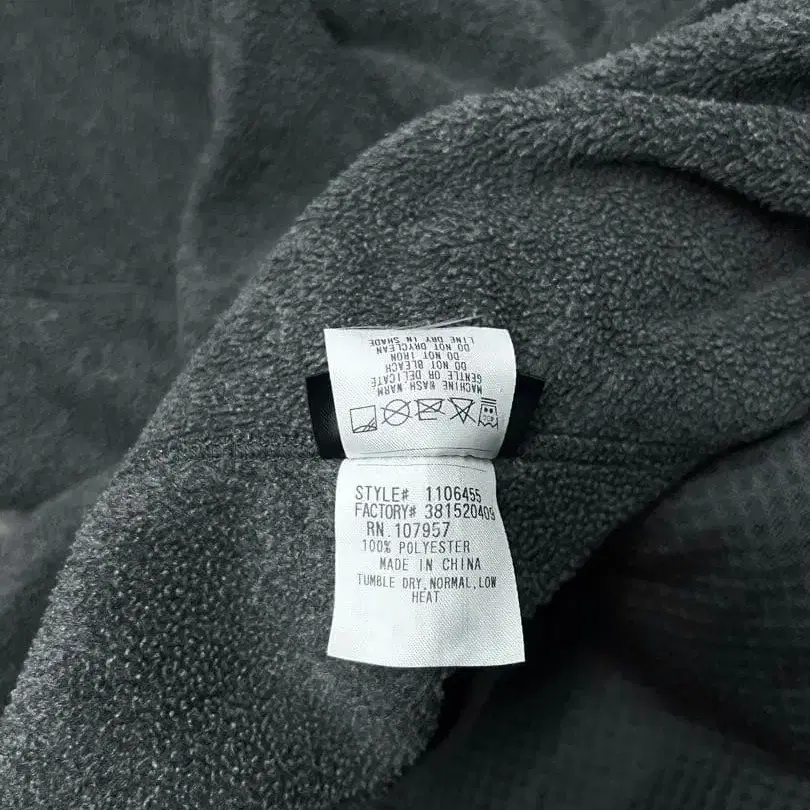 LINE DRY IN SHADE
DO NOT DRYCLEAN
DO NOT IRON
DO NOT BLEACH
GENTLE OR DELICATE
MACHINE WASH, WARM
STYLE# 1106455
FACTORY# 381520409
RN.107957
100% POLYESTER
MADE IN CHINA
TUMBLE DRY, NORMAL, LOW
HEAT